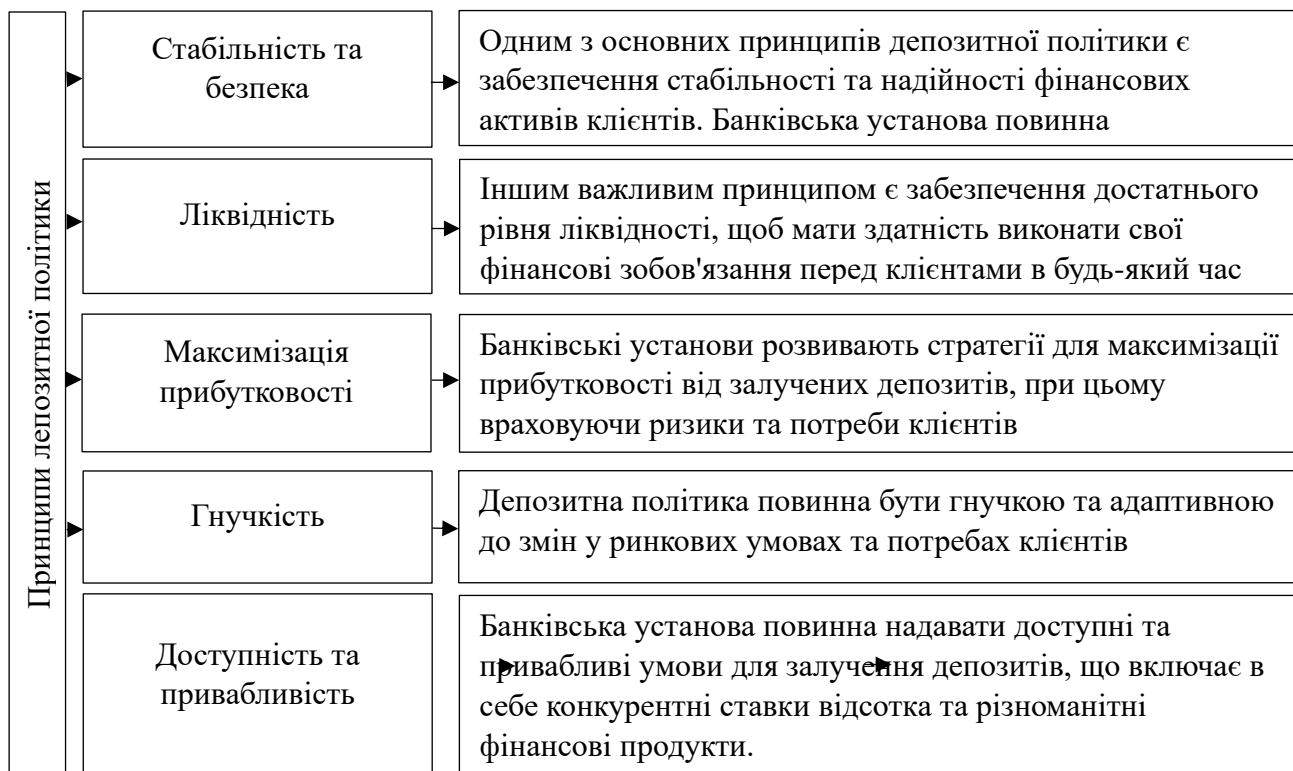 Принципи лепозитної політики
Стабільність та
безпека
Одним з основних принципів депозитної політики є
забезпечення стабільності та надійності фінансових
активів клієнтів. Банківська установа повинна
Ліквідність
Іншим важливим принципом є забезпечення достатнього
рівня ліквідності, щоб мати здатність виконати свої
фінансові зобов'язання перед клієнтами в будь-який час
Максимізація
прибутковості
Банківські установи розвивають стратегії для максимізації
прибутковості від залучених депозитів, при цьому
враховуючи ризики та потреби клієнтів
Гнучкість
Депозитна політика повинна бути гнучкою та адаптивною
до змін у ринкових умовах та потребах клієнтів
Доступність та
привабливість
Банківська установа повинна надавати доступні та
привабливі умови для залучення депозитів, що включає в
себе конкурентні ставки відсотка та різноманітні
фінансові продукти.